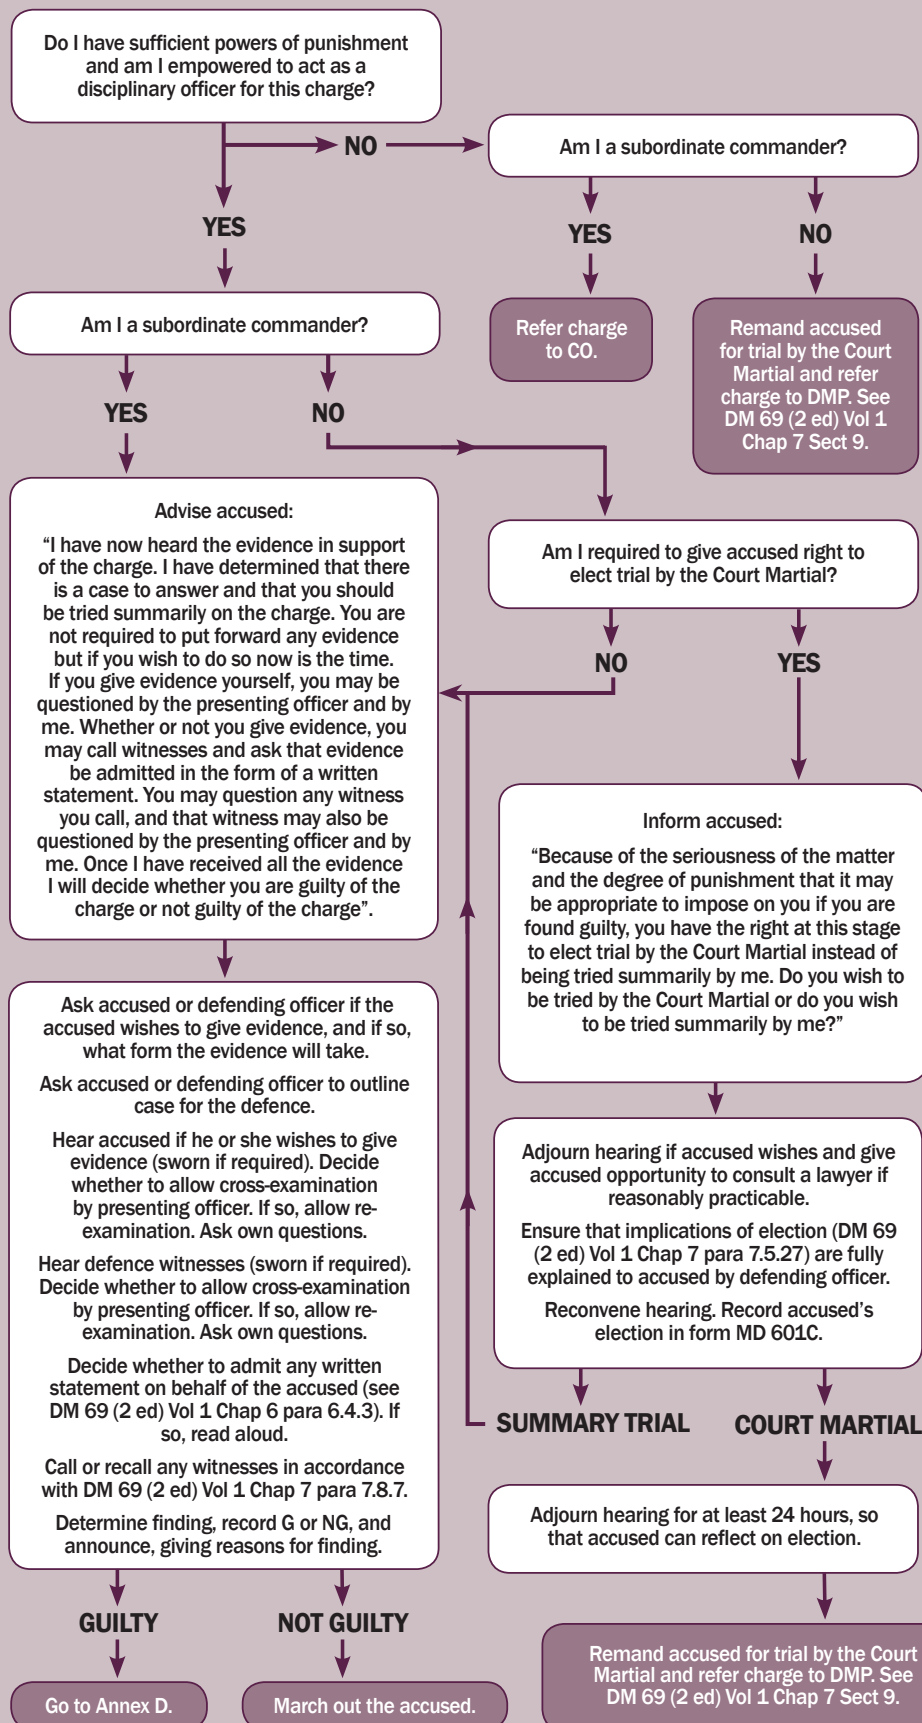 Do I have sufficient powers of punishment
and am I empowered to act as a
disciplinary officer for this charge?
NO
Am I a subordinate commander?
YES
YES
NO
Am I a subordinate commander?
Refer charge
to CO.
Remand accused
for trial by the Court
Martial and refer
charge to DMP. See
DM 69 (2 ed) Vol 1
Chap 7 Sect 9.
YES
NO
Advise accused:
“I have now heard the evidence in support
of the charge. I have determined that there
is a case to answer and that you should
be tried summarily on the charge. You are
not required to put forward any evidence
but if you wish to do so now is the time.
If you give evidence yourself, you may be
questioned by the presenting officer and by
me. Whether or not you give evidence, you
may call witnesses and ask that evidence
be admitted in the form of a written
statement. You may question any witness
you call, and that witness may also be
questioned by the presenting officer and by
me. Once I have received all the evidence
I will decide whether you are guilty of the
charge or not guilty of the charge”.
Am I required to give accused right to
elect trial by the Court Martial?
NO
YES
Inform accused:
“Because of the seriousness of the matter
and the degree of punishment that it may
be appropriate to impose on you if you are
found guilty, you have the right at this stage
to elect trial by the Court Martial instead of
being tried summarily by me. Do you wish to
be tried by the Court Martial or do you wish
to be tried summarily by me?”
Ask accused or defending officer if the
accused wishes to give evidence, and if so,
what form the evidence will take.
Ask accused or defending officer to outline
case for the defence.
Hear accused if he or she wishes to give
evidence (sworn if required). Decide
whether to allow cross-examination
by presenting officer. If so, allow re-
examination. Ask own questions.
Hear defence witnesses (sworn if required).
Decide whether to allow cross-examination
by presenting officer. If so, allow re-
examination. Ask own questions.
Decide whether to admit any written
statement on behalf of the accused (see
DM 69 (2 ed) Vol 1 Chap 6 para 6.4.3). If
so, read aloud.
Call or recall any witnesses in accordance
with DM 69 (2 ed) Vol 1 Chap 7 para 7.8.7.
Determine finding, record G or NG, and
announce, giving reasons for finding.
Adjourn hearing if accused wishes and give
accused opportunity to consult a lawyer if
reasonably practicable.
Ensure that implications of election (DM 69
(2 ed) Vol 1 Chap 7 para 7.5.27) are fully
explained to accused by defending officer.
Reconvene hearing. Record accused’s
election in form MD 601C.
SUMMARY TRIAL
COURT MARTIAL
Adjourn hearing for at least 24 hours, so
that accused can reflect on election.
GUILTY
NOT GUILTY
Go to Annex D.
March out the accused.
Remand accused for trial by the Court
Martial and refer charge to DMP. See
DM 69 (2 ed) Vol 1 Chap 7 Sect 9.